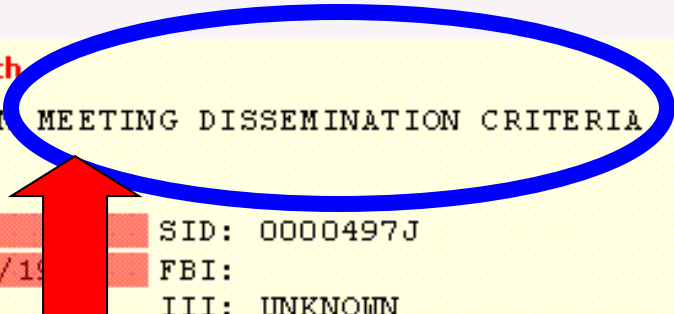 MEETING DISSEMINATION CRITERIA
SID: 0000497J
FBI:
III: UNKNOWN